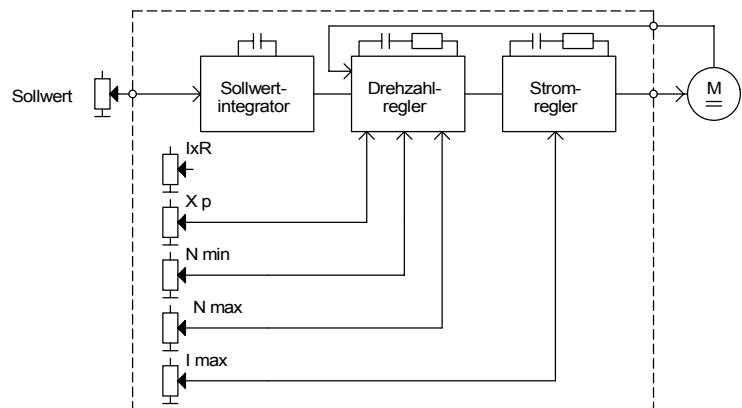 Sollwert
Sollwert-
integrator
Drehzahl-
regler
Strom-
regler
M
IxR
X p
N min
N max
I max